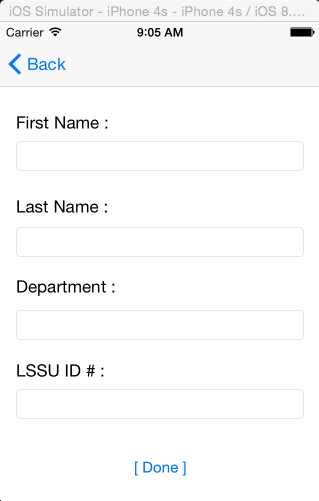 iOS Simulator - iPhone 4s - iPhone 4s / iOS 8....
Carrier 9:05 AM
Back
First Name :
Last Name :
Department :
LSSU ID # :
[ Done ]